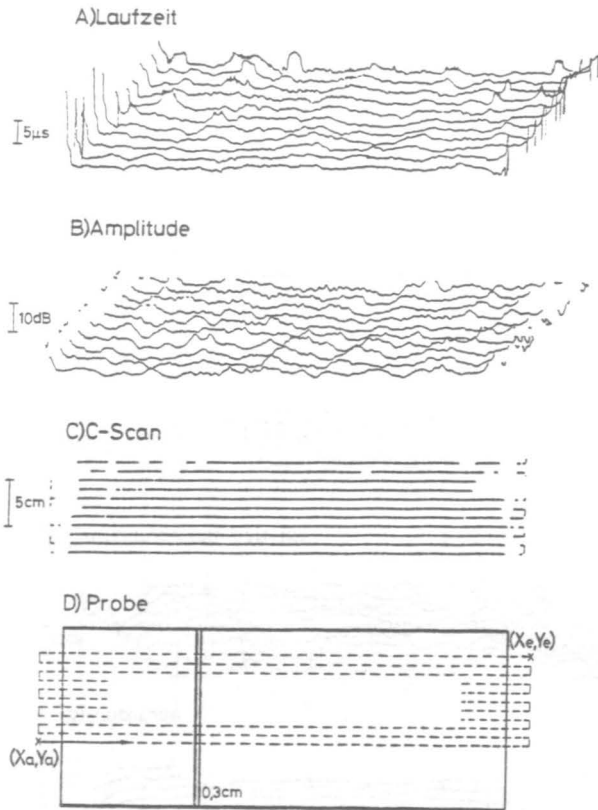 A)Laufzeit
5µs
B)Amplitude
10dB
C)C-Scan
5cm
D) Probe
(Xe,Ye)
(Xa,Ya)
0,3cm